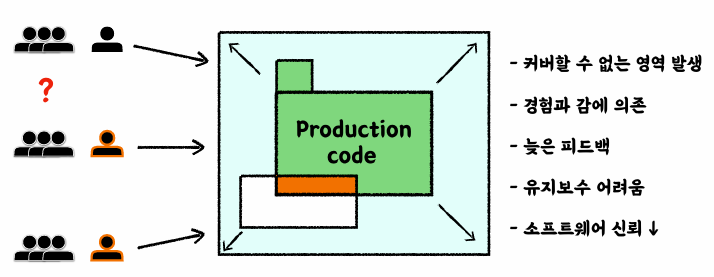 ?
Production
code
- 커버할 수 없는 영역 발생
- 경험과 감에 의존
- 늦은 피드백
- 유지보수 어려움
- 소프트웨어 신뢰 ↓